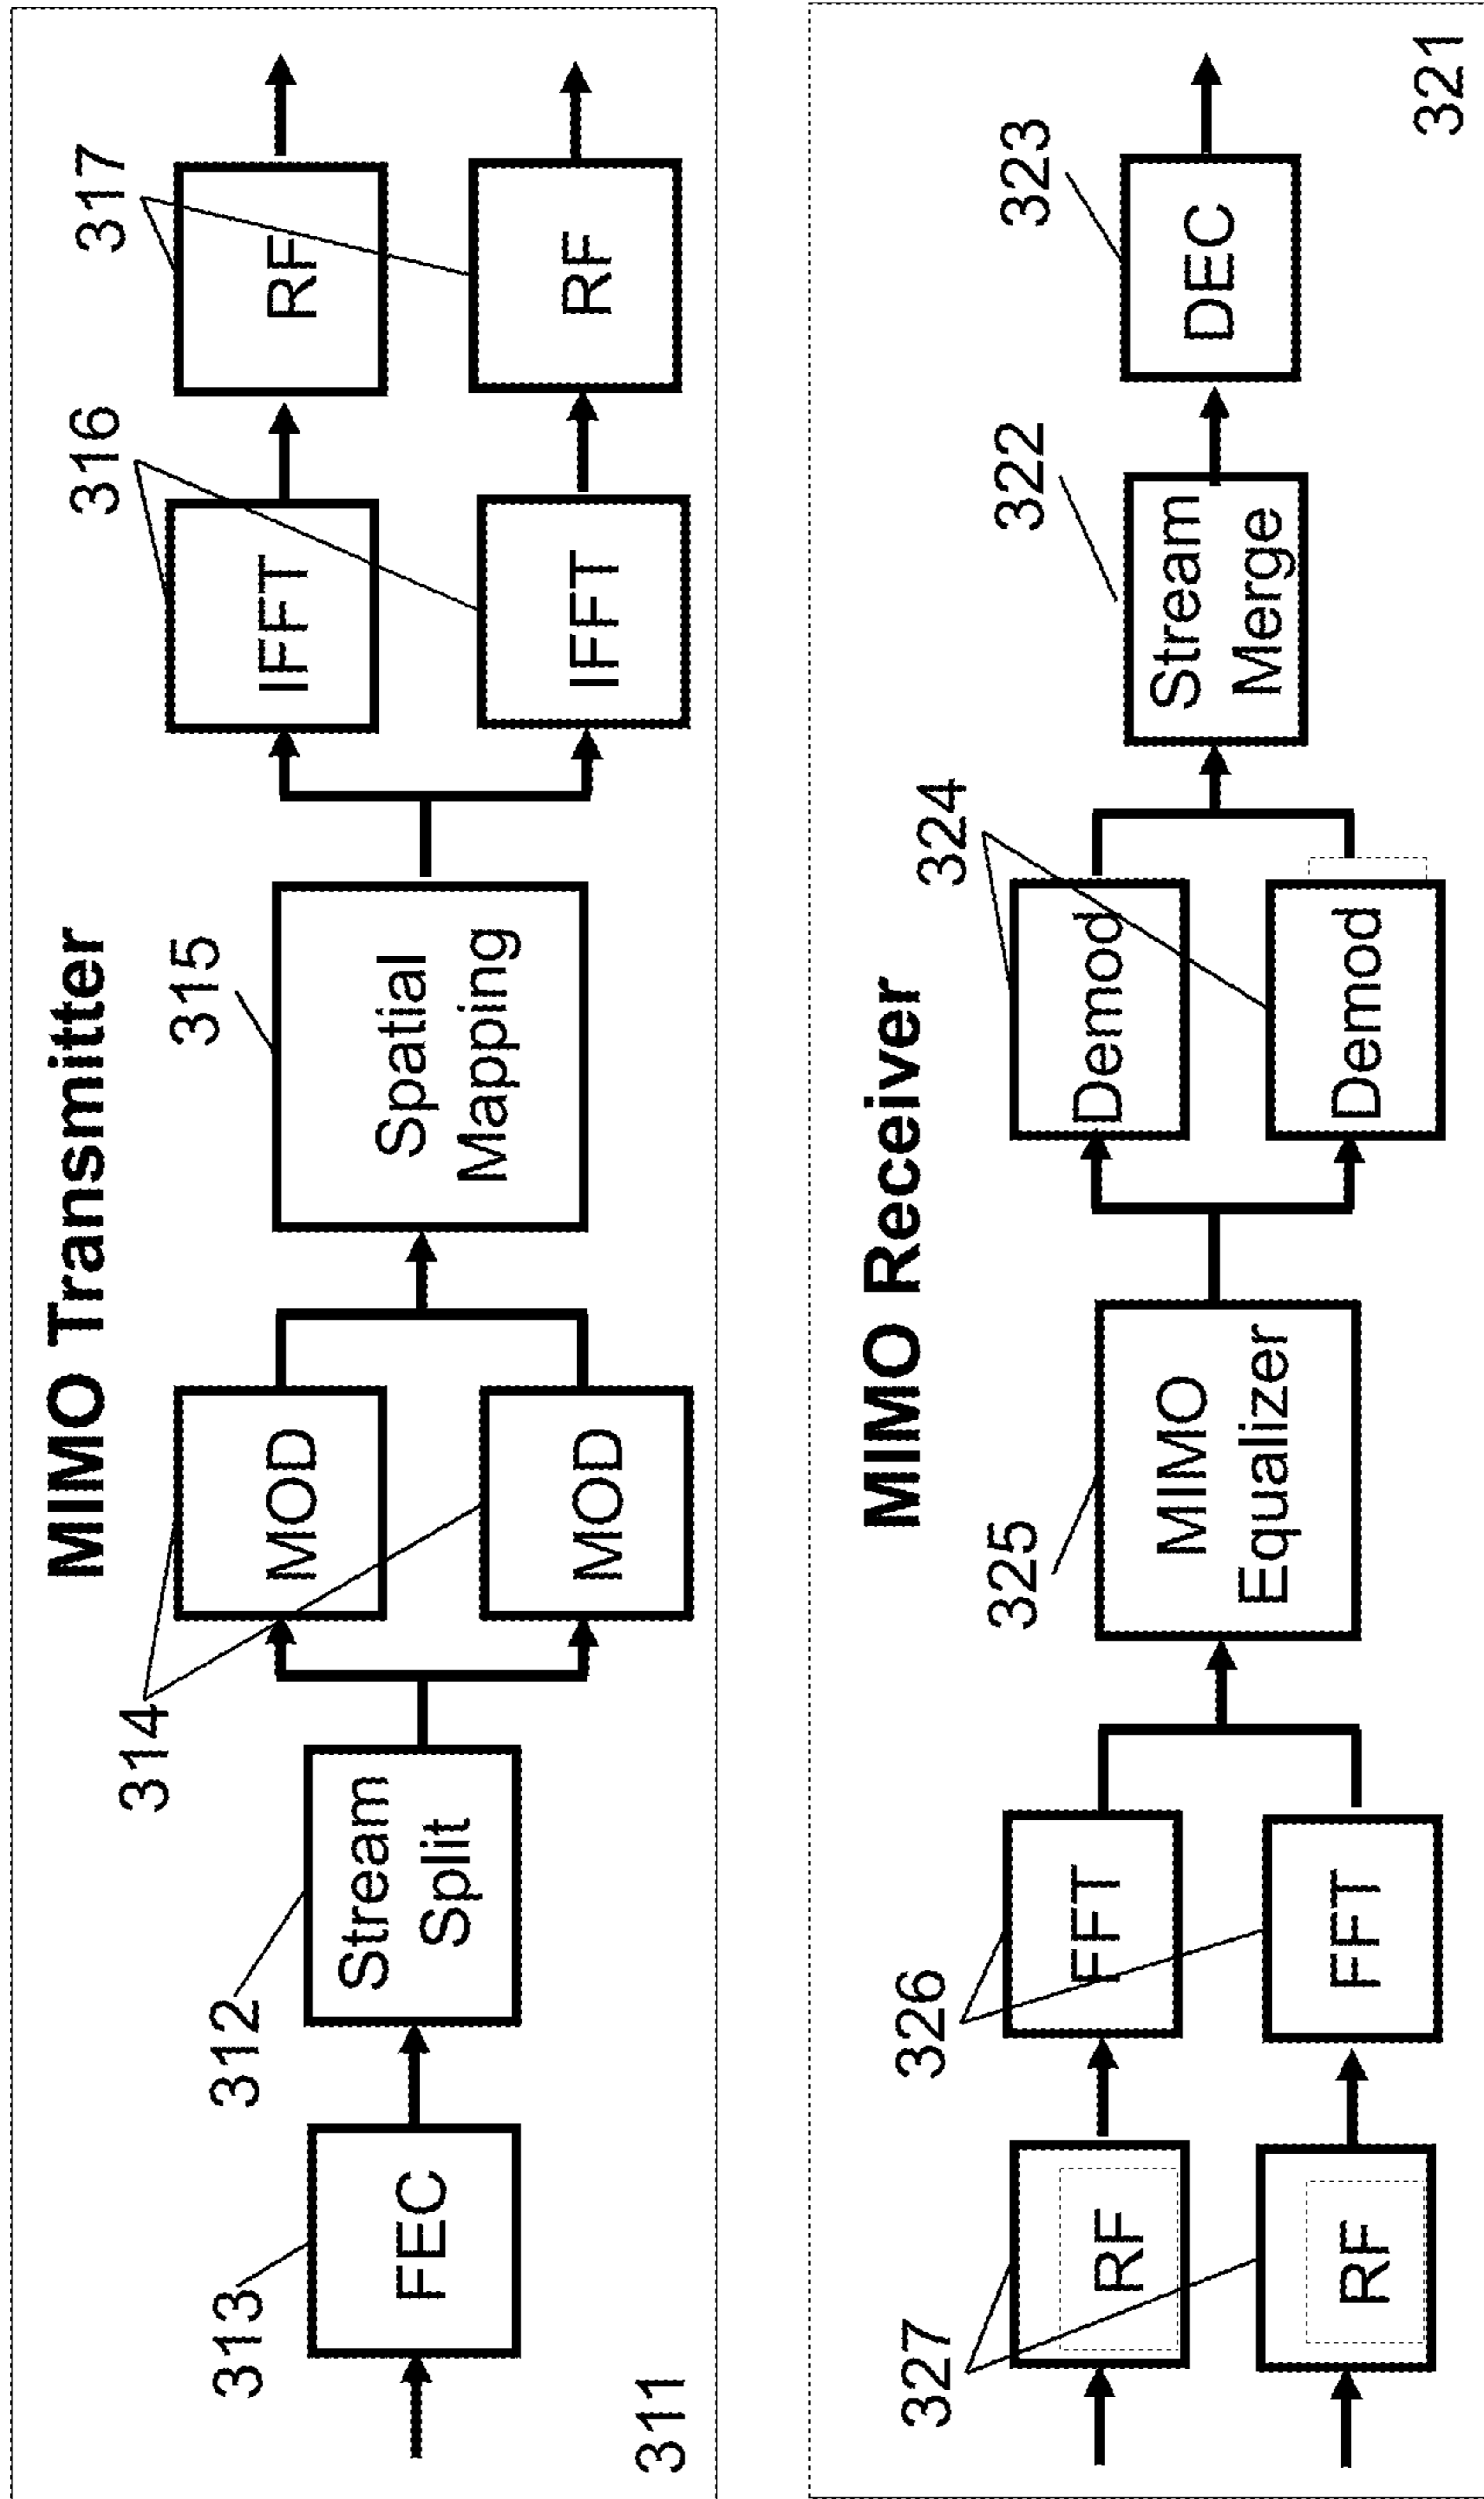 MIMO Transmitter
313
312
314
315
316
317
FEC
Stream
Split
MOD
MOD
Spatial
Mapping
IFFT
IFFT
RF
RF
311
MIMO Receiver
327
326
325
324
322
323
RF
RF
FFT
FFT
MIMO
Equalizer
Demod
Demod
Stream
Merge
DEC
321